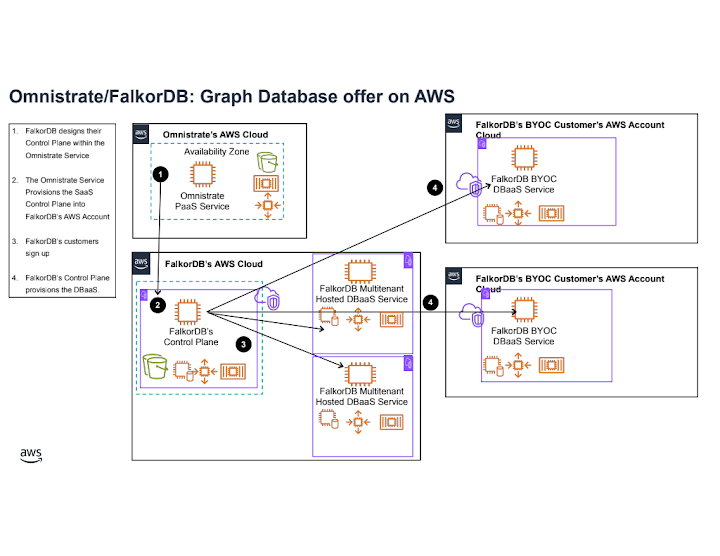 Omnistrate/FalkorDB: Graph Database offer on AWS
1. FalkorDB designs their
Control Plane within the
Omnistrate Service
2. The Omnistrate Service
Provisions the SaaS
Control Plane into
FalkorDB's AWS Account
3. FalkorDB's customers
sign up
4. FalkorDB's Control Plane
provisions the DBaaS.
aws
Omnistrate's AWS Cloud
Availability Zone
1
Omnistrate
PaaS Service
aws
FalkorDB's AWS Cloud
2
FalkorDB's
Control Plane
3
FalkorDB Multitenant
Hosted DBaaS Service
FalkorDB Multitenant
Hosted DBaaS Service
aws
FalkorDB's BYOC Customer's AWS Account
Cloud
4
FalkorDB BYOC
DBaaS Service
aws
FalkorDB's BYOC Customer's AWS Account
Cloud
4
FalkorDB BYOC
DBaaS Service
aws